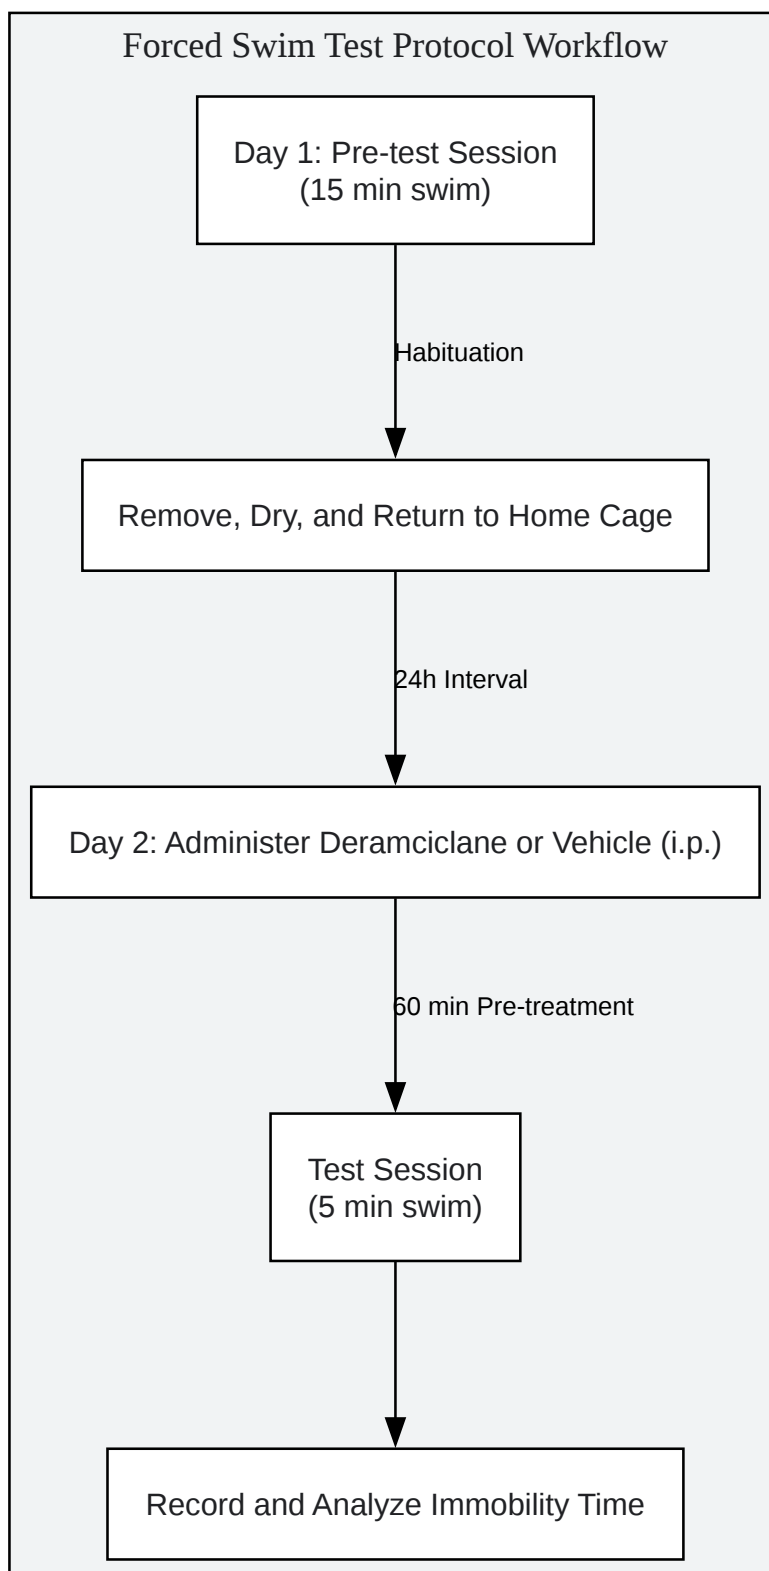 Forced Swim Test Protocol Workflow
Day 1: Pre-test Session
(15 min swim)
Habituation
Remove, Dry, and Return to Home Cage
24h Interval
Day 2: Administer Deramciclane or Vehicle (i.p.)
60 min Pre-treatment
Test Session
(5 min swim)
Record and Analyze Immobility Time